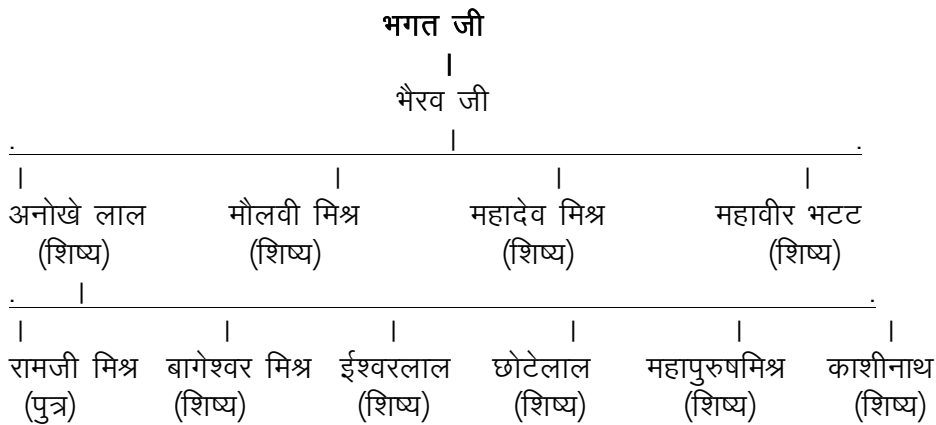 भगत जी
भैरव जी
अनोखे लाल मौलवी मिश्र महादेव मिश्र महावीर भटट
(शिष्य) (शिष्य) (शिष्य) (शिष्य)
रामजी मिश्र बागेश्वर मिश्र ईश्वरलाल छोटेलाल महापुरुषमिश्र काशीनाथ
(पुत्र) (शिष्य) (शिष्य) (शिष्य) (शिष्य) (शिष्य)